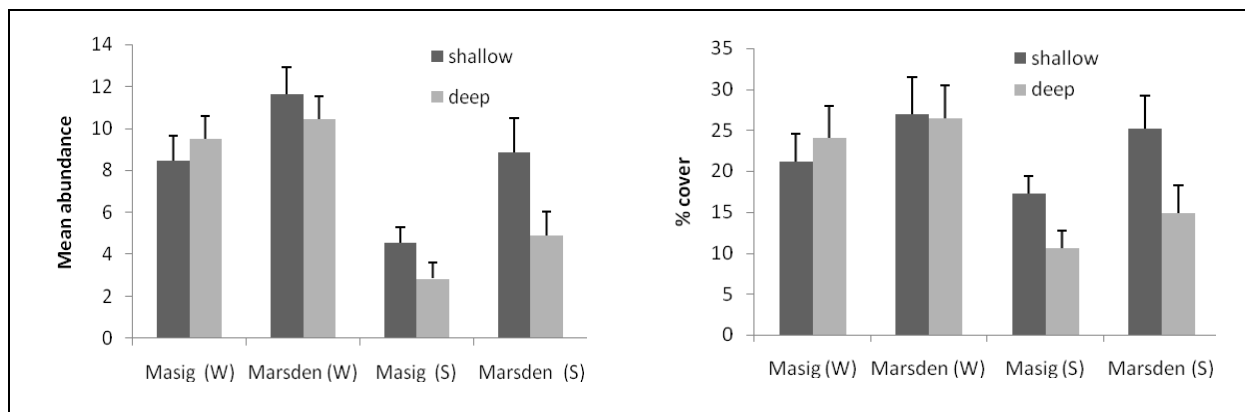 14
12
10
8
6
4
2
0
Mean abundance
shallow
deep
Masig (W) Marsden (W) Masig (S) Marsden (S)
35
30
25
20
15
10
5
0
% cover
shallow
deep
Masig (W) Marsden (W) Masig (S) Marsden (S)